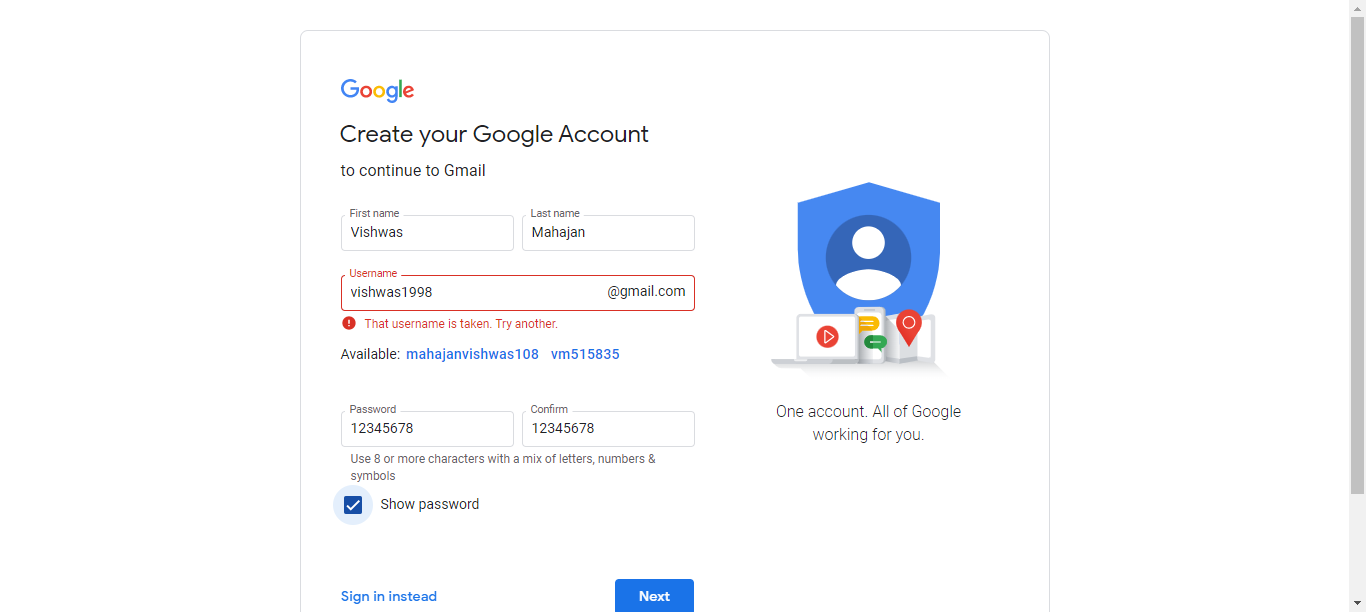 Google
Create your Google Account
to continue to Gmail
First name Last name
Vishwas Mahajan
Username
vishwas1998 @gmail.com
That username is taken. Try another.
Available: mahajanvishwas108 vm515835
Password Confirm
12345678 12345678
Use 8 or more characters with a mix of letters, numbers &
symbols
Show password
Sign in instead Next
One account. All of Google
working for you.